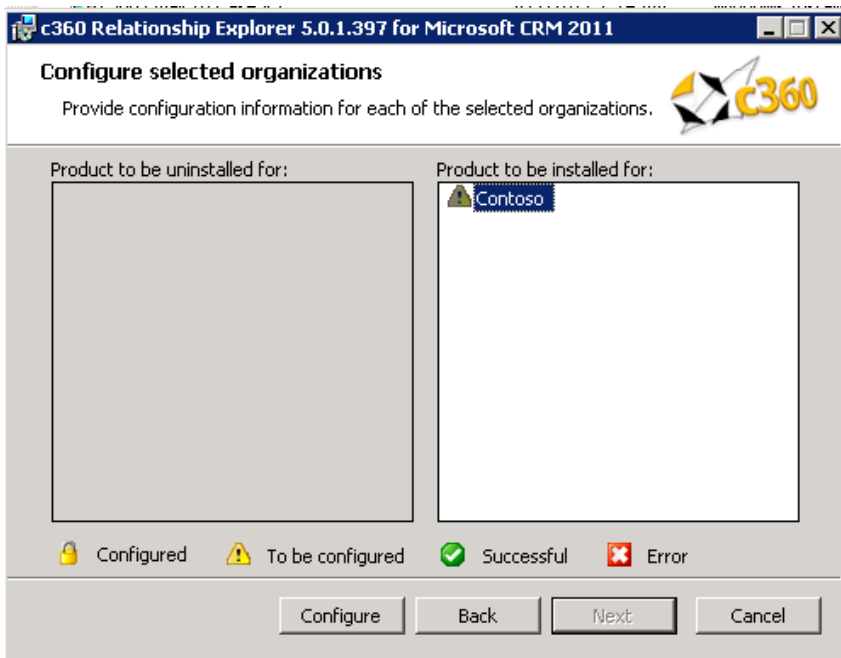 c360 Relationship Explorer 5.0.1.397 for Microsoft CRM 2011
Configure selected organizations
Provide configuration information for each of the selected organizations.
c360
Product to be uninstalled for:
Product to be installed for:
Contoso
Configured
To be configured
Successful
Error
Configure
Back
Next
Cancel